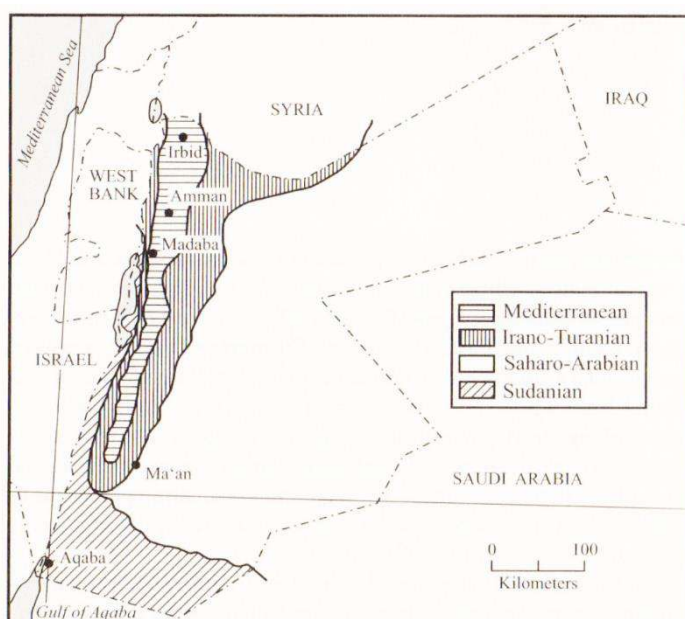 Mediterranean Sea
SYRIA
IRAQ
Irbid
WEST
BANK
Amman
Madaba
Mediterranean
Irano-Turanian
Saharo-Arabian
Sudanian
ISRAEL
Ma'an
SAUDI ARABIA
Aqaba
0 100
Kilometers
Gulf of Aqaba